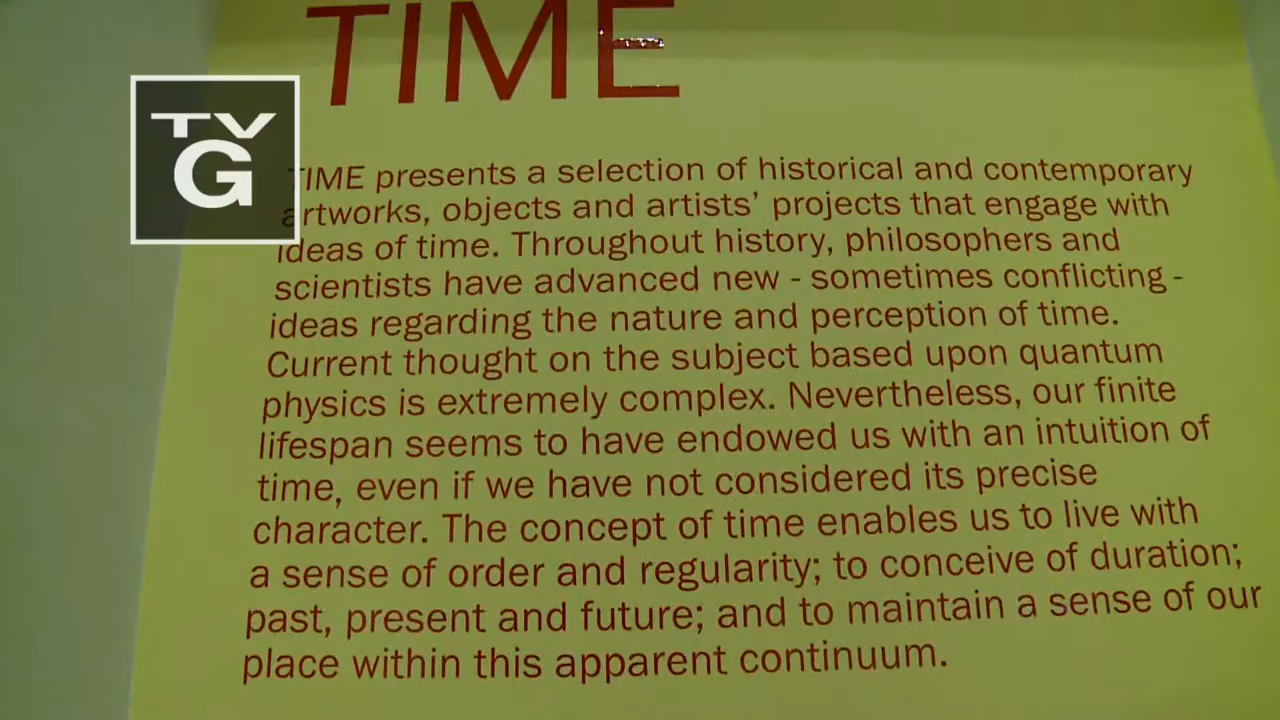 TIME
TV
G
TIME presents a selection of historical and contemporary
artworks, objects and artists' projects that engage with
ideas of time. Throughout history, philosophers and
scientists have advanced new - sometimes conflicting -
ideas regarding the nature and perception of time.
Current thought on the subject based upon quantum
physics is extremely complex. Nevertheless, our finite
lifespan seems to have endowed us with an intuition of
time, even if we have not considered its precise
character. The concept of time enables us to live with
a sense of order and regularity; to conceive of duration;
past, present and future; and to maintain a sense of our
place within this apparent continuum.